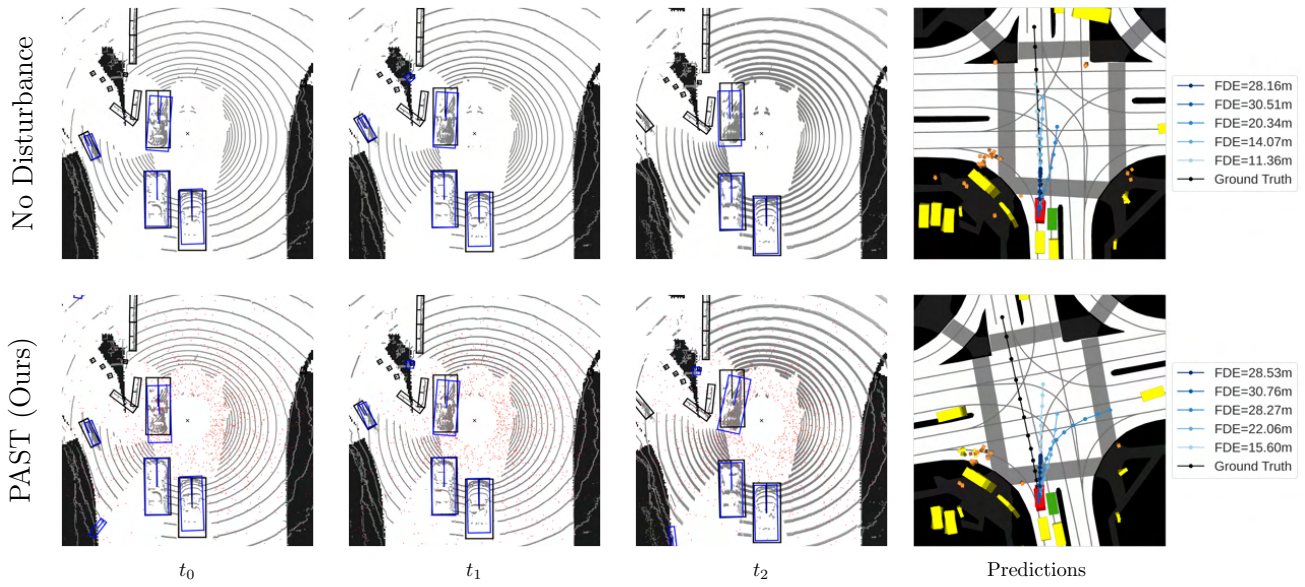 No Disturbance
FDE=28.16m
FDE=30.51m
FDE=20.34m
FDE=14.07m
FDE=11.36m
Ground Truth
PAST (Ours)
FDE=28.53m
FDE=30.76m
FDE=28.27m
FDE=22.06m
FDE=15.60m
Ground Truth
t₀ t₁ t₂ Predictions